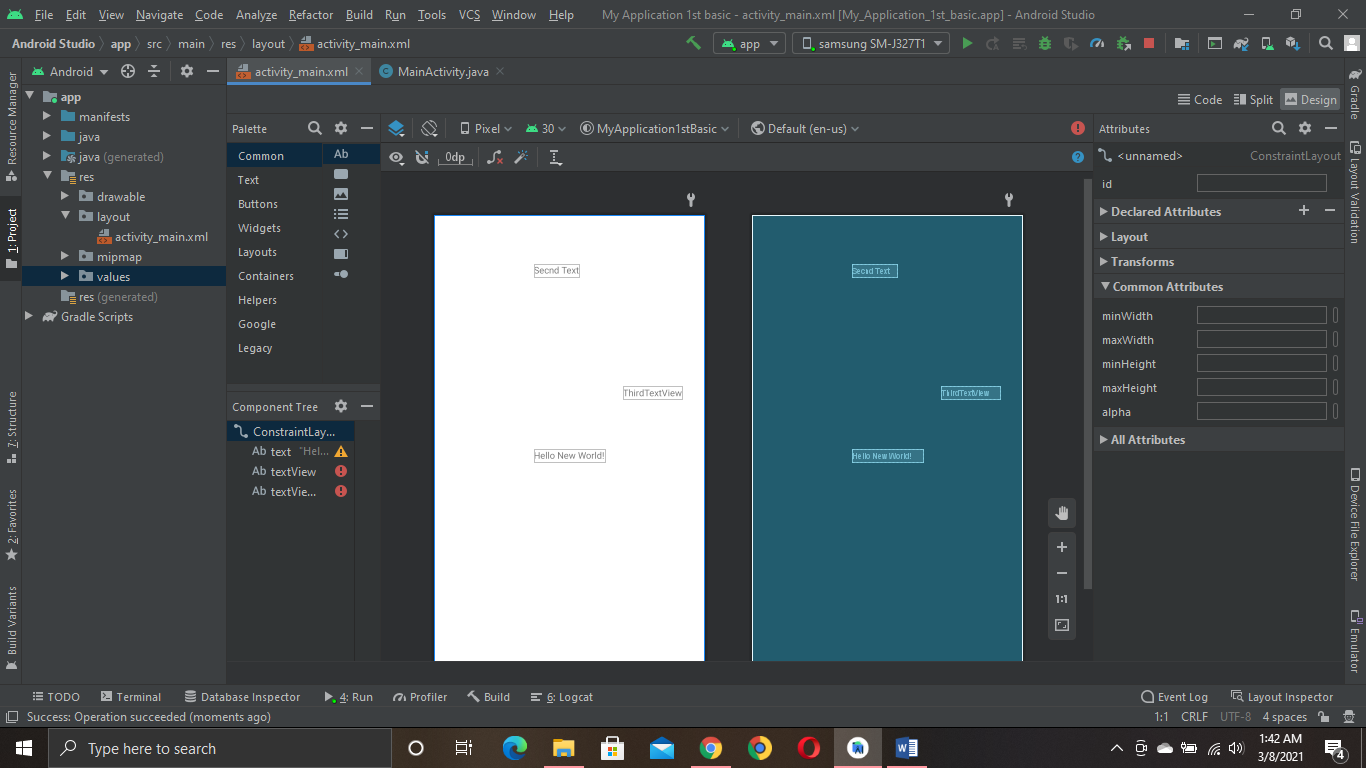 File Edit View Navigate Code Analyze Refactor Build Run Tools VCS Window Help My Application 1st basic - activity_main.xml [My_Application_1st_basic.app] - Android Studio
Android Studio app src main res layout activity_main.xml app samsung SM-J327T1
Android activity_main.xml MainActivity.java
Code Split Design
Resource Manager
1: Project
7: Structure
2: Favorites
Build Variants
app
manifests
java
java (generated)
res
drawable
layout
activity_main.xml
mipmap
values
res (generated)
Gradle Scripts
Palette
Common
Text
Buttons
Widgets
Layouts
Containers
Helpers
Google
Legacy
Ab
Component Tree
ConstraintLay...
Ab text "Hel...
Ab textView
Ab textVie...
Pixel 30 MyApplication1stBasic Default (en-us)
0dp
Secnd Text
ThirdTextView
Hello New World!
Secnd Text
ThirdTextView
Hello New World!
1:1
Attributes
<unnamed> ConstraintLayout
id
Declared Attributes
Layout
Transforms
Common Attributes
minWidth
maxWidth
minHeight
maxHeight
alpha
All Attributes
Gradle
Layout Validation
Device File Explorer
Emulator
TODO Terminal Database Inspector 4: Run Profiler Build 6: Logcat Event Log Layout Inspector
Success: Operation succeeded (moments ago) 1:1 CRLF UTF-8 4 spaces
Type here to search
1:42 AM
3/8/2021
4